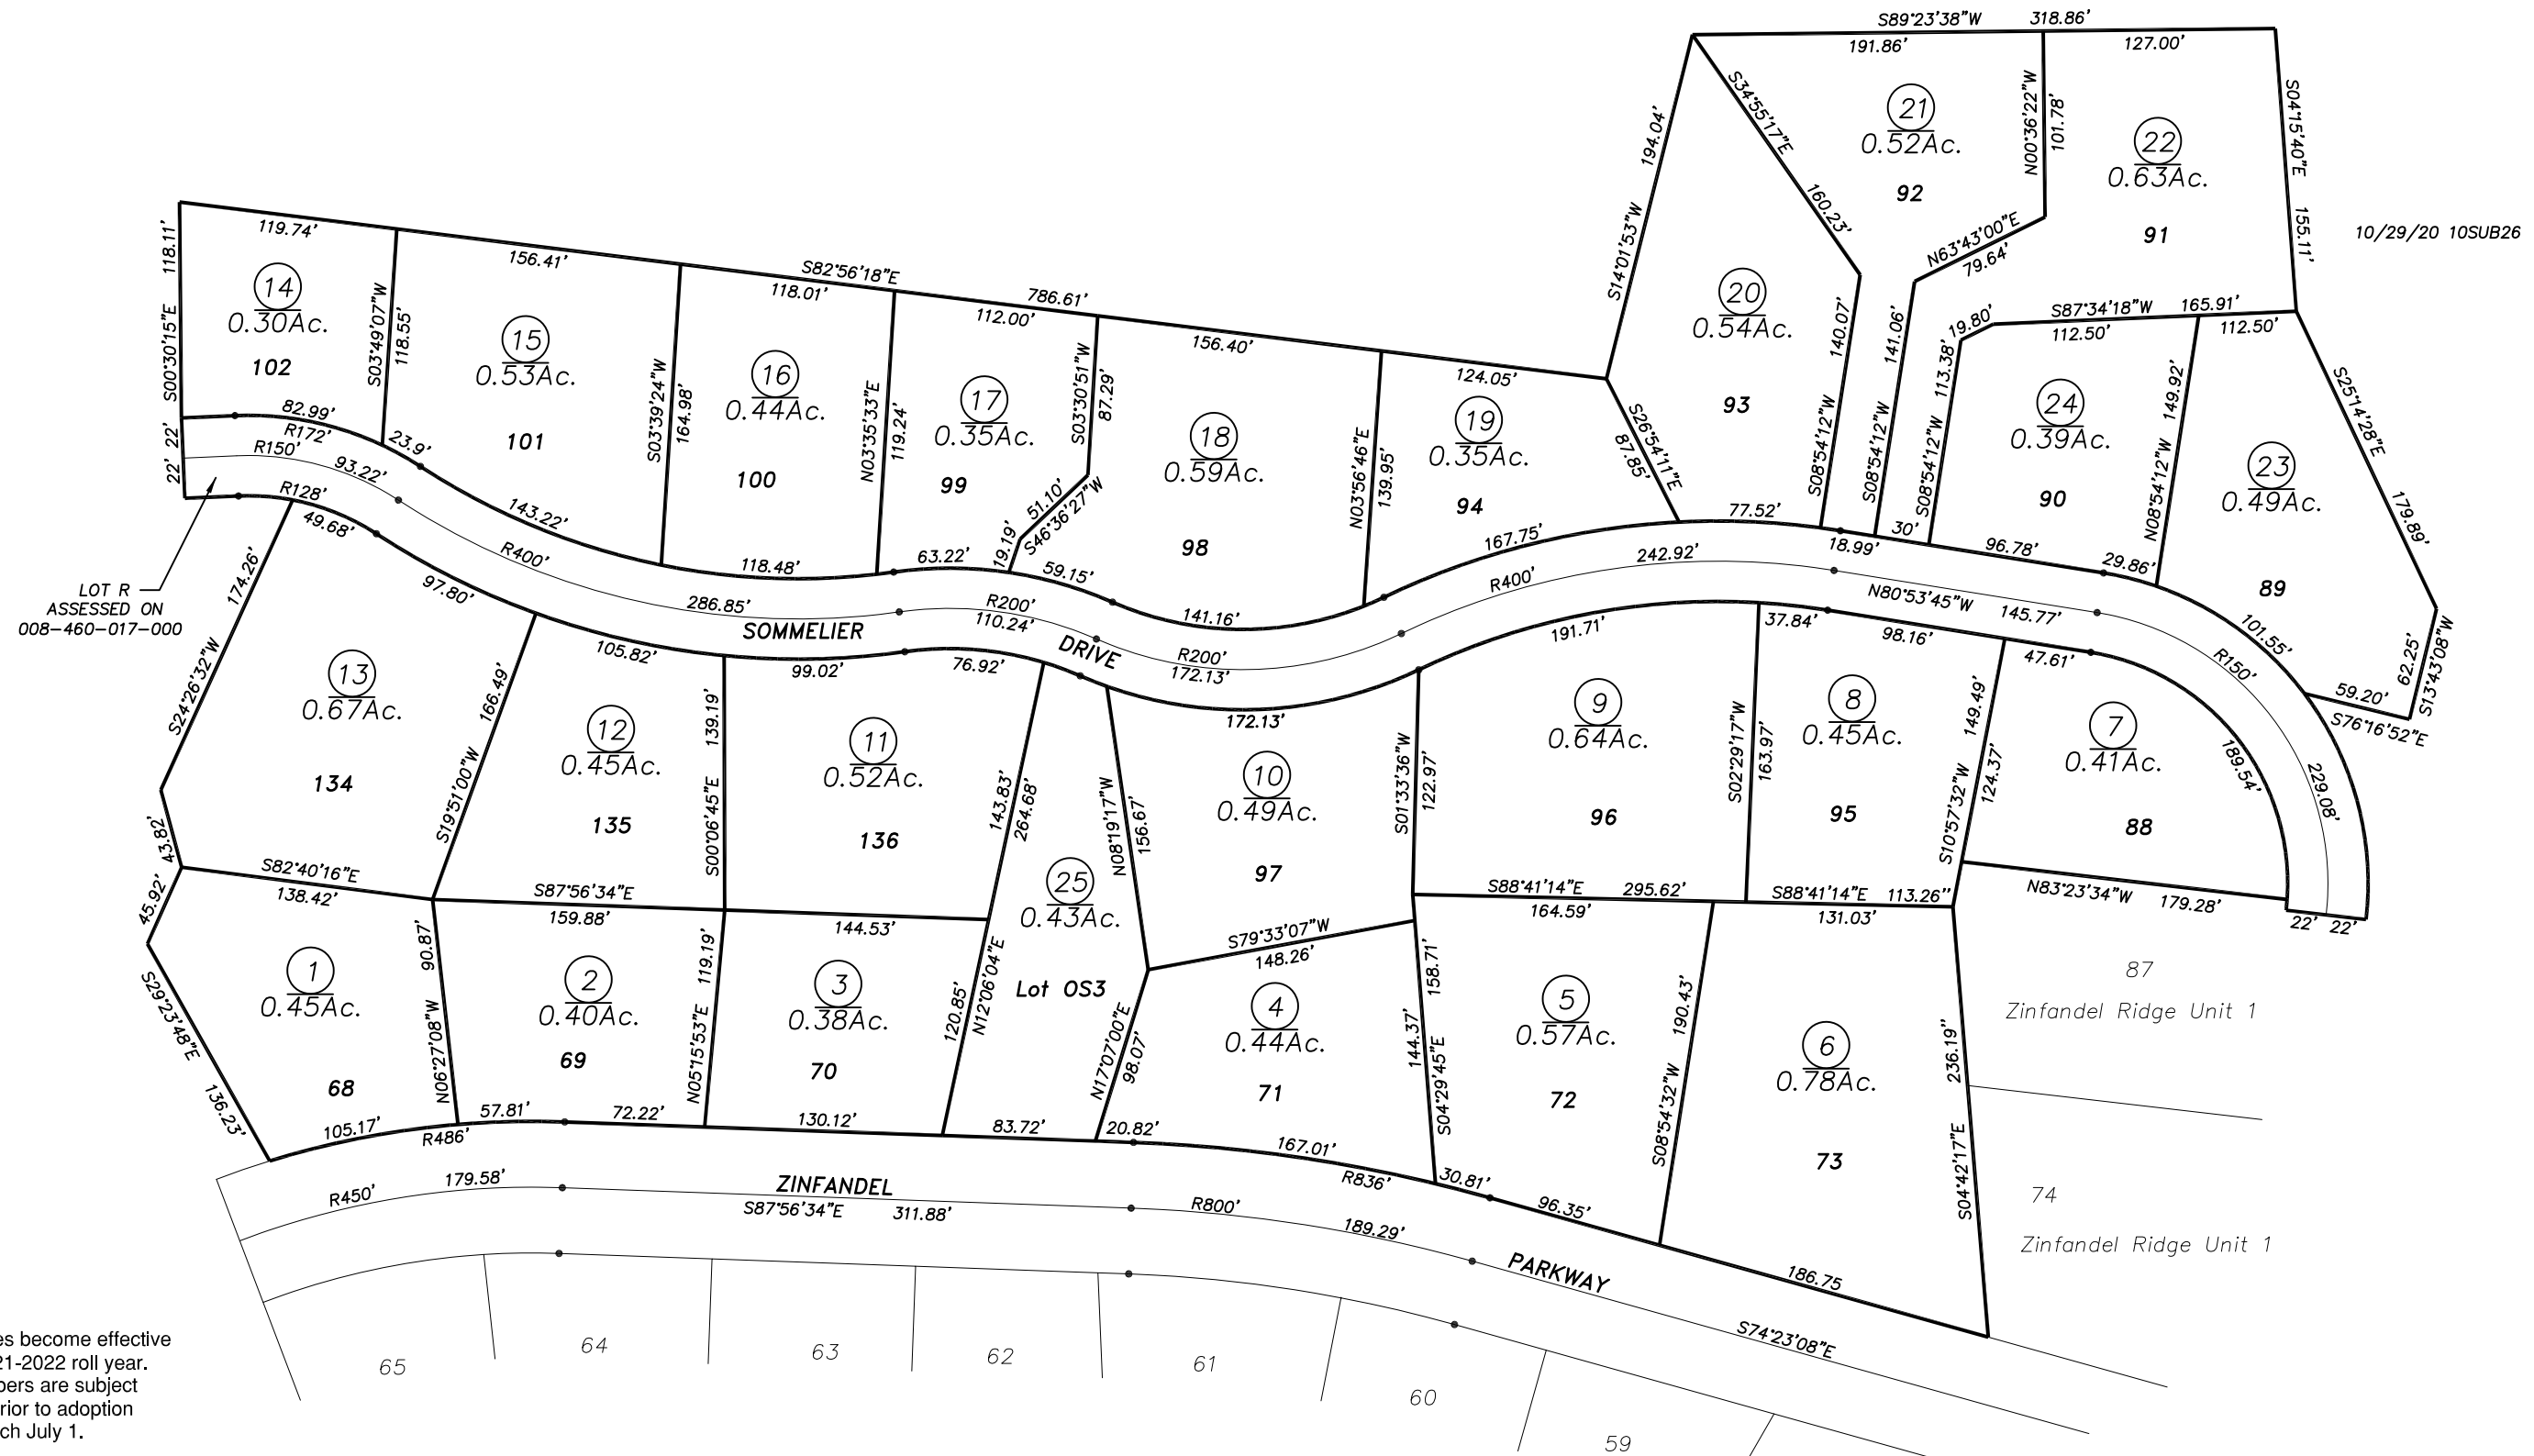 S89°23'38"W 318.86'
191.86'
127.00'
S34°55'17"E
160.23'
194.04'
S14°01'53"W
21
0.52Ac.
92
N00°36'22"W
101.78'
22
0.63Ac.
91
S04°15'40"E 155.11'
10/29/20 10SUB26
N63°43'00"E
79.64'
118.11'
S00°30'15"E
119.74'
14
0.30Ac.
102
S03°49'07"W
118.55'
156.41'
15
0.53Ac.
101
S82°56'18"E
786.61'
118.01'
16
0.44Ac.
100
S03°39'24"W
164.98'
112.00'
17
0.35Ac.
99
N03°35'33"E
119.24'
S03°30'51"W
87.29'
51.10'
S46°36'27"W
19.19'
156.40'
18
0.59Ac.
98
124.05'
19
0.35Ac.
94
N03°56'46"E
139.95'
S26°54'11"E
87.85'
20
0.54Ac.
93
140.07'
S08°54'12"W
141.06'
S08°54'12"W
113.38'
S08°54'12"W
19.80'
S87°34'18"W 165.91'
112.50'
112.50'
24
0.39Ac.
90
149.92'
N08°54'12"W
23
0.49Ac.
89
S25°14'28"E
179.89'
62.25'
S13°43'08"W
59.20'
S76°16'52"E
22' 22'
82.99'
R172'
23.9'
R150'
93.22'
R128'
49.68'
143.22'
R400'
97.80'
118.48'
286.85'
105.82'
63.22'
59.15'
R200'
110.24'
99.02'
76.92'
SOMMELIER
DRIVE
141.16'
R200'
172.13'
172.13'
167.75'
R400'
242.92'
191.71'
77.52'
18.99'
30'
96.78'
29.86'
N80°53'45"W 145.77'
37.84'
98.16'
47.61'
101.55'
R150'
229.08'
189.54'
22' 22'
LOT R
ASSESSED ON
008-460-017-000
174.26'
S24°26'32"W
43.82'
13
0.67Ac.
134
166.49'
S19°51'00"W
12
0.45Ac.
135
139.19'
S00°06'45"E
11
0.52Ac.
136
143.83'
264.68'
N12°06'04"E
120.85'
25
0.43Ac.
Lot OS3
N08°19'17"W
156.67'
10
0.49Ac.
97
S01°33'36"W
122.97'
9
0.64Ac.
96
S02°29'17"W
163.97'
8
0.45Ac.
95
149.49'
124.37'
S10°57'32"W
7
0.41Ac.
88
N83°23'34"W 179.28'
S82°40'16"E
138.42'
S87°56'34"E
159.88'
144.53'
S79°33'07"W
148.26'
S88°41'14"E 295.62'
164.59'
S88°41'14"E 113.26"
131.03'
45.92'
S29°23'48"E
136.23'
1
0.45Ac.
68
90.87'
N06°27'08"W
2
0.40Ac.
69
119.19'
N05°15'53"E
3
0.38Ac.
70
N17°07'00"E
98.07'
4
0.44Ac.
71
158.71'
144.37'
S04°29'45"E
5
0.57Ac.
72
190.43'
S08°54'32"W
6
0.78Ac.
73
236.19"
S04°42'17"E
87
Zinfandel Ridge Unit 1
74
Zinfandel Ridge Unit 1
105.17'
R486'
57.81'
72.22'
130.12'
83.72'
20.82'
167.01'
R836'
30.81'
96.35'
186.75
R450'
179.58'
ZINFANDEL
S87°56'34"E 311.88'
R800'
189.29'
PARKWAY
S74°23'08"E
65
64
63
62
61
60
59
es become effective
21-2022 roll year.
bers are subject
rior to adoption
ch July 1.